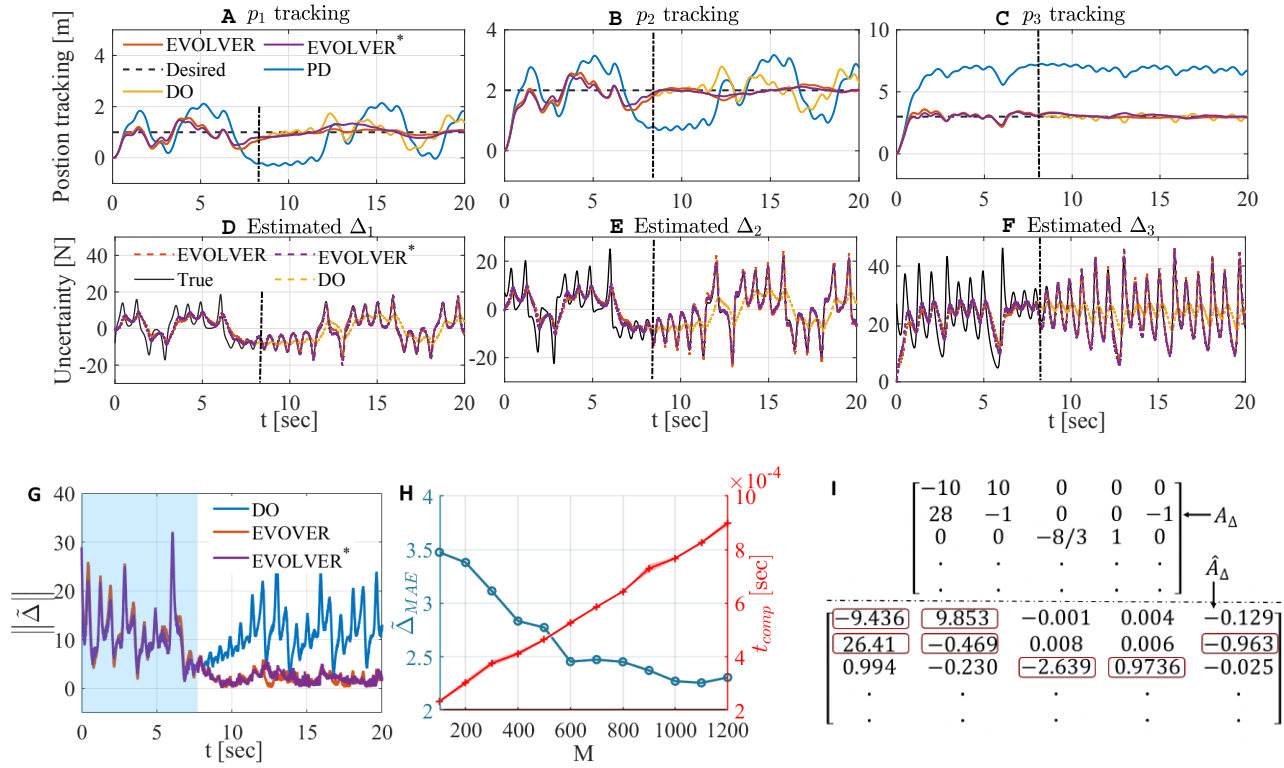 A p₁ tracking
B p₂ tracking
C p₃ tracking
Postion tracking [m]
5
4
2
0
EVOLVER
EVOLVER*
Desired
PD
DO
0 5 10 15 20
4
2
0
0 5 10 15 20
10
5
0
0 5 10 15 20
D Estimated Δ₁
E Estimated Δ₂
F Estimated Δ₃
Uncertainty [N]
40
20
0
-20
EVOLVER
EVOLVER*
True
DO
0 5 10 15 20
t [sec]
20
0
-20
0 5 10 15 20
t [sec]
40
20
0
0 5 10 15 20
t [sec]
G
‖Δ̃‖
40
30
20
10
0
DO
EVOVER
EVOLVER*
0 5 10 15 20
t [sec]
H
Δ̃_MAE
4
3.5
3
2.5
2
200 400 600 800 1000 1200
M
×10⁻⁴
10
8
6
4
2
t_comp [sec]
I
−10 10 0 0 0
28 −1 0 0 −1
0 0 −8/3 1 0
. . . . .
. . . . .
A_Δ
Â_Δ
−9.436 9.853 −0.001 0.004 −0.129
26.41 −0.469 0.008 0.006 −0.963
0.994 −0.230 −2.639 0.9736 −0.025
. . . . .
. . . . .